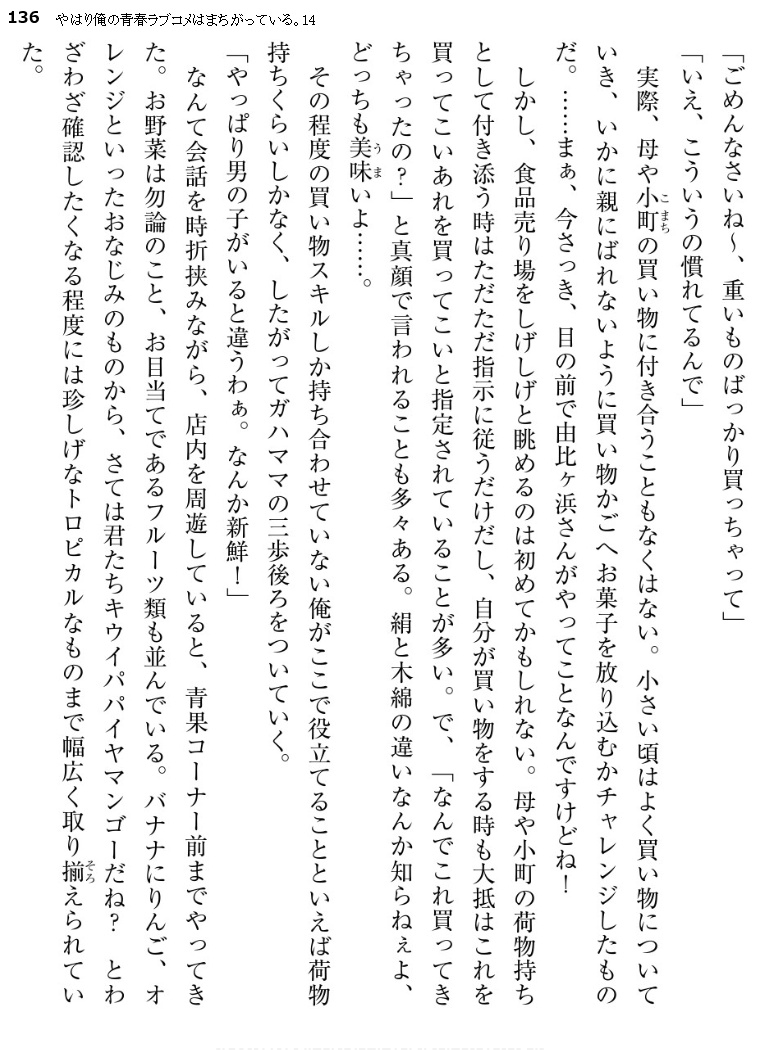 136 やはり俺の青春ラブコメはまちがっている。14
「ごめんなさいね～、重いものばっかり買っちゃって」
「いえ、こういうの慣れてるんで」
　実際、母や小町の買い物に付き合うこともなくはない。小さい頃はよく買い物について
いき、いかに親にばれないように買い物かごへお菓子を放り込むかチャレンジしたもの
だ。……まぁ、今さっき、目の前で由比ヶ浜さんがやってことなんですけどね！
　しかし、食品売り場をしげしげと眺めるのは初めてかもしれない。母や小町の荷物持ち
として付き添う時はただただ指示に従うだけだし、自分が買い物をする時も大抵はこれを
買ってこいあれを買ってこいと指定されていることが多い。で、「なんでこれ買ってき
ちゃったの？」と真顔で言われることも多々ある。絹と木綿の違いなんか知らねぇよ、
どっちも美味いよ……。
　その程度の買い物スキルしか持ち合わせていない俺がここで役立てることといえば荷物
持ちくらいしかなく、したがってガハママの三歩後ろをついていく。
「やっぱり男の子がいると違うわぁ。なんか新鮮！」
　なんて会話を時折挟みながら、店内を周遊していると、青果コーナー前までやってき
た。お野菜は勿論のこと、お目当てであるフルーツ類も並んでいる。バナナにりんご、オ
レンジといったおなじみのものから、さては君たちキウイパパイヤマンゴーだね？　とわ
ざわざ確認したくなる程度には珍しげなトロピカルなものまで幅広く取り揃えられてい
た。